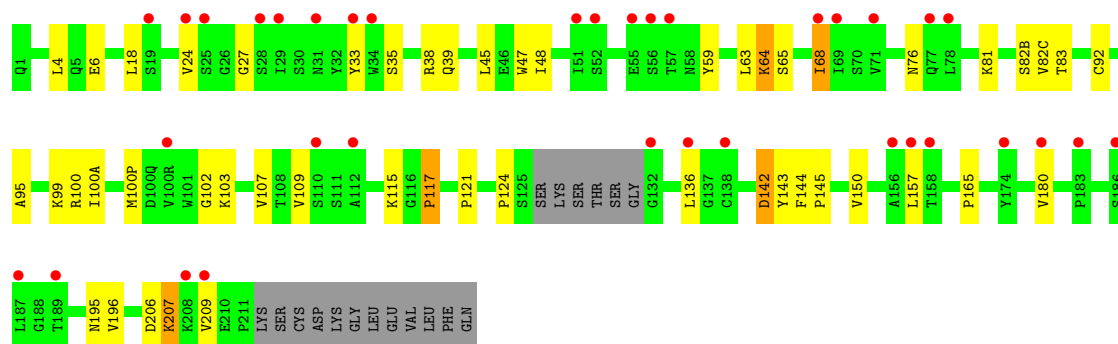 Q1 L4 Q5 E6 L18 S19 V24 S25 G26 G27 S28 I29 S30 N31 Y32 Y33 W34 S35 R38 Q39 L45 E46 W47 I48 I51 S52 E55 S56 T57 N58 Y59 L63 K64 S65 I68 I69 S70 V71 N76 Q77 L78 K81 S82B V82C T83 C92
A95 K99 R100 I100A M100P D100Q V100R W101 G102 K103 V107 T108 V109 S110 S111 A112 K115 G116 P117 P121 P124 S125 SER LYS SER THR SER GLY G132 L136 G137 C138 D142 Y143 F144 P145 V150 A156 L157 T158 P165 Y174 V180 P183 S186
L187 G188 T189 N195 V196 D206 K207 K208 V209 E210 P211 LYS SER CYS ASP LYS GLY LEU GLU VAL LEU PHE GLN